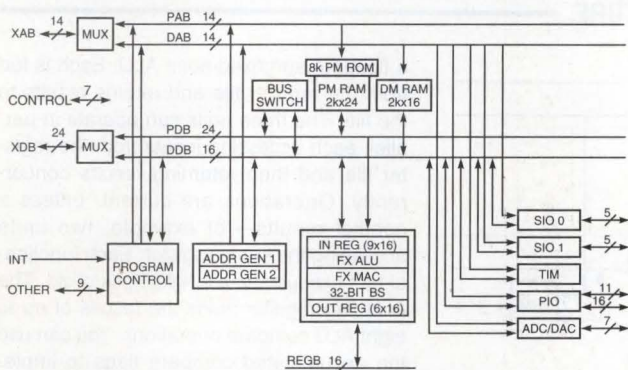 PAB 14
14
XAB
MUX
DAB 14
8k PM ROM
BUS
SWITCH
PM RAM
2kx24
DM RAM
2kx16
CONTROL 7
24
XDB
MUX
PDB 24
DDB 16
SIO 0 5
SIO 1 5
TIM
PIO 11
16
ADC/DAC 7
INT.
OTHER 9
PROGRAM
CONTROL
ADDR GEN 1
ADDR GEN 2
IN REG (9x16)
FX ALU
FX MAC
32-BIT BS
OUT REG (6x16)
REGB 16